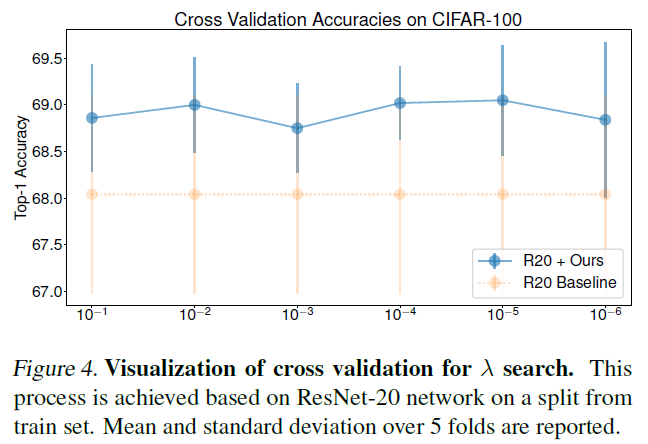 Cross Validation Accuracies on CIFAR-100
Top-1 Accuracy
69.5
69.0
68.5
68.0
67.5
67.0
10⁻¹ 10⁻² 10⁻³ 10⁻⁴ 10⁻⁵ 10⁻⁶
R20 + Ours
R20 Baseline
Figure 4. Visualization of cross validation for λ search. This
process is achieved based on ResNet-20 network on a split from
train set. Mean and standard deviation over 5 folds are reported.